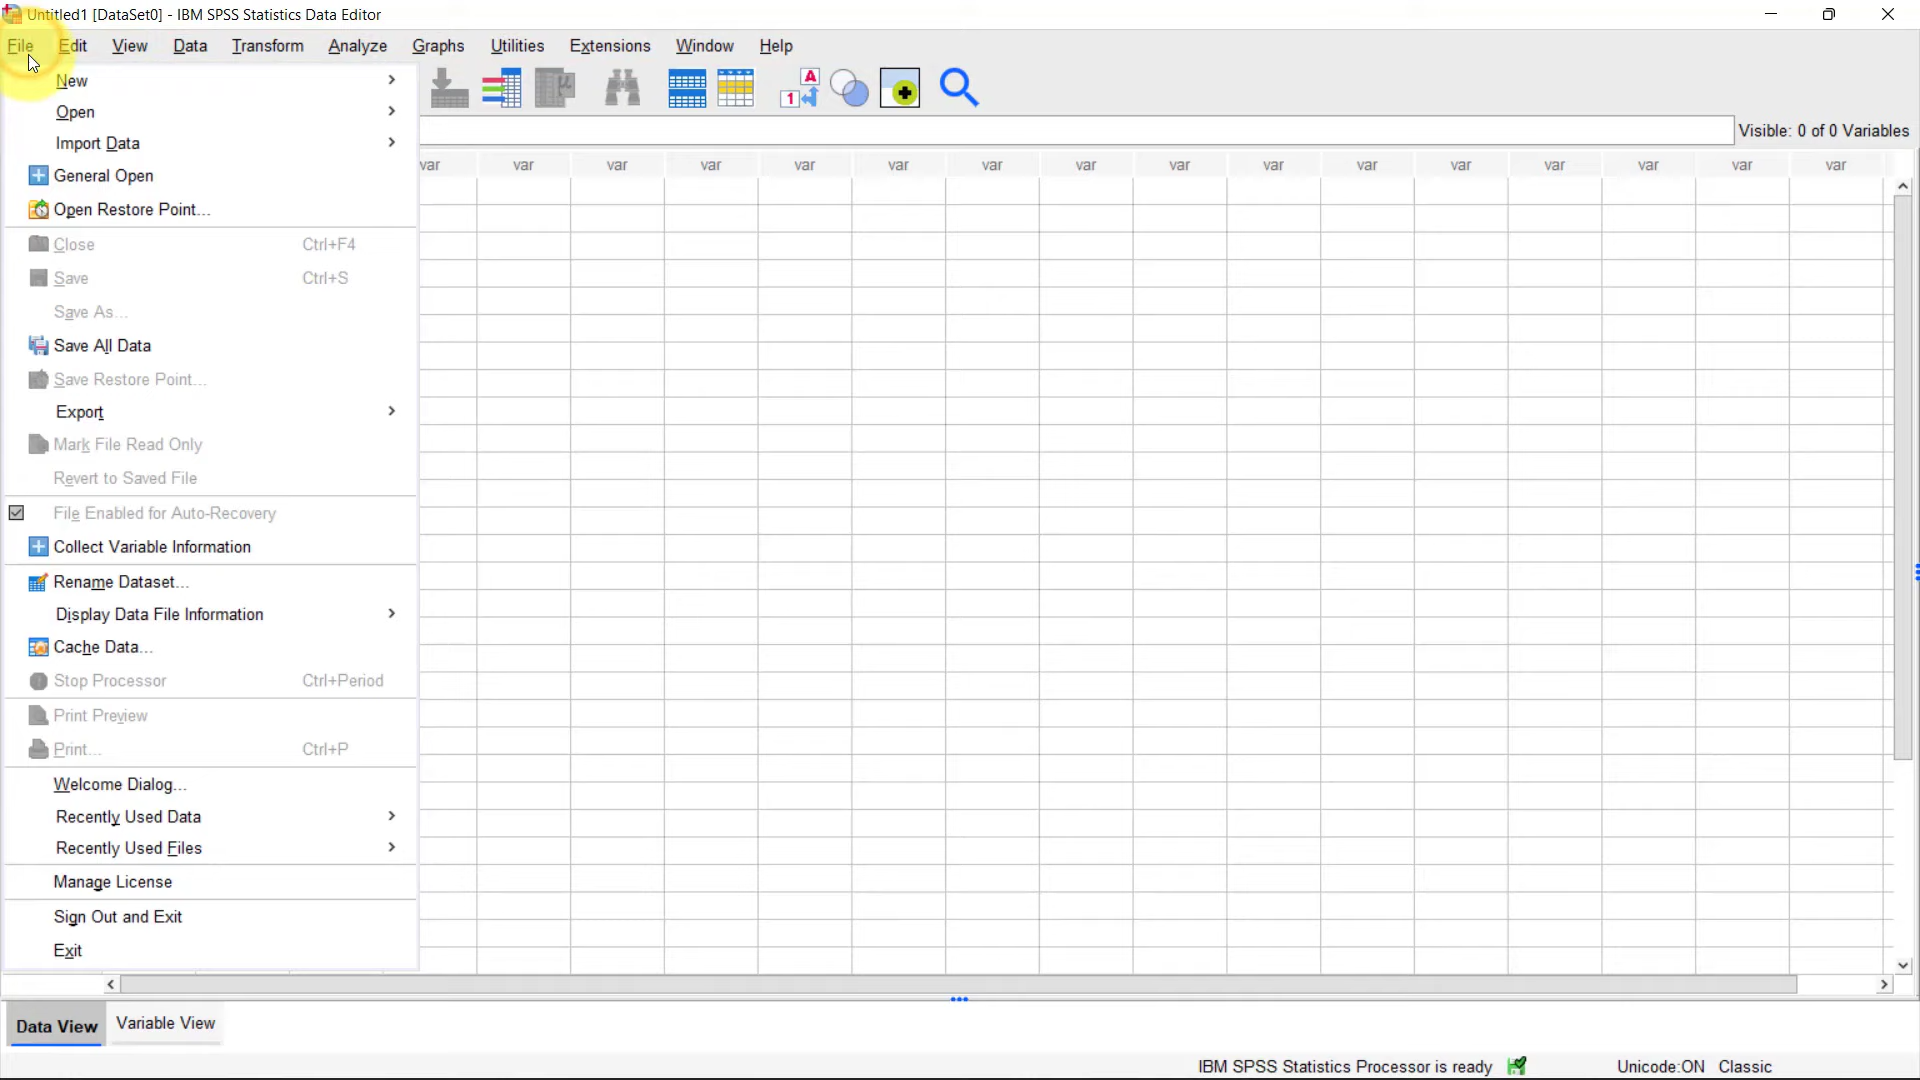 Untitled1 [DataSet0] - IBM SPSS Statistics Data Editor
File Edit View Data Transform Analyze Graphs Utilities Extensions Window Help
New
Open
Import Data
General Open
Open Restore Point...
Close Ctrl+F4
Save Ctrl+S
Save As...
Save All Data
Save Restore Point...
Export
Mark File Read Only
Revert to Saved File
File Enabled for Auto-Recovery
Collect Variable Information
Rename Dataset...
Display Data File Information
Cache Data...
Stop Processor Ctrl+Period
Print Preview
Print... Ctrl+P
Welcome Dialog...
Recently Used Data
Recently Used Files
Manage License
Sign Out and Exit
Exit
A
1
Visible: 0 of 0 Variables
var var var var var var var var var var var var var var var var
Data View Variable View
IBM SPSS Statistics Processor is ready Unicode:ON Classic